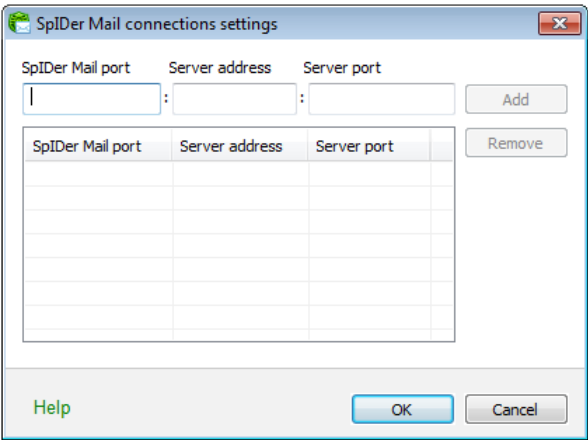 SpIDer Mail connections settings
SpIDer Mail port Server address Server port
: : Add
SpIDer Mail port Server address Server port Remove
Help OK Cancel